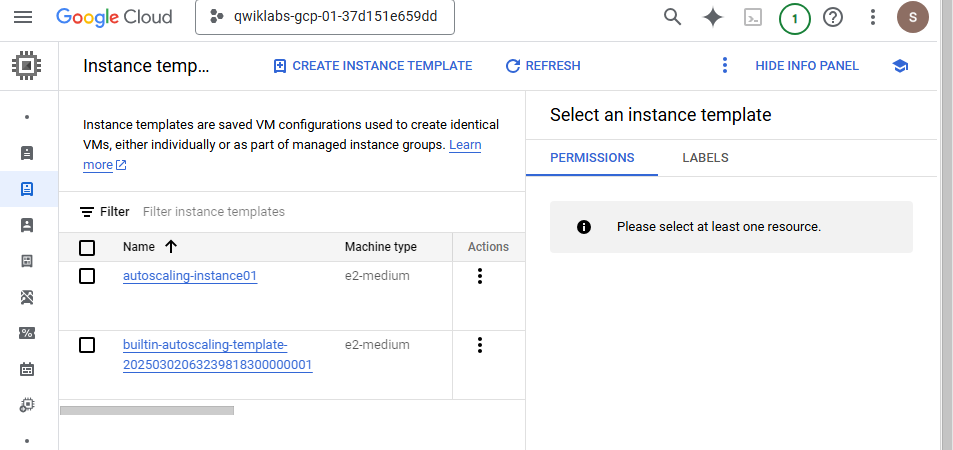 Google Cloud
qwiklabs-gcp-01-37d151e659dd
1
S
Instance temp...
CREATE INSTANCE TEMPLATE
REFRESH
HIDE INFO PANEL
Instance templates are saved VM configurations used to create identical
VMs, either individually or as part of managed instance groups. Learn
more
Filter Filter instance templates
Name Machine type Actions
autoscaling-instance01 e2-medium
builtin-autoscaling-template- e2-medium
20250302063239818300000001
Select an instance template
PERMISSIONS LABELS
Please select at least one resource.